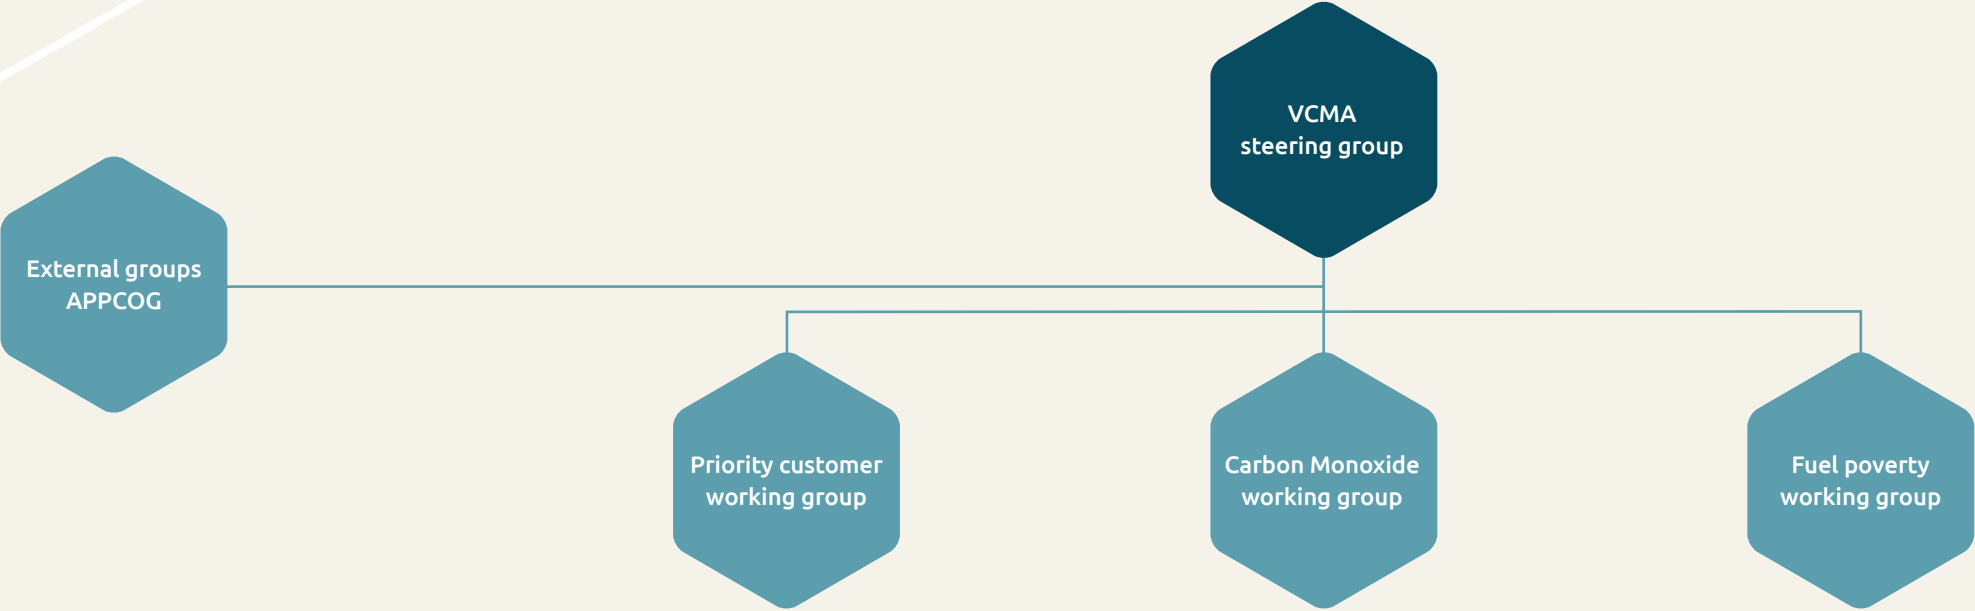 VCMA
steering group
External groups
APPCOG
Priority customer
working group
Carbon Monoxide
working group
Fuel poverty
working group